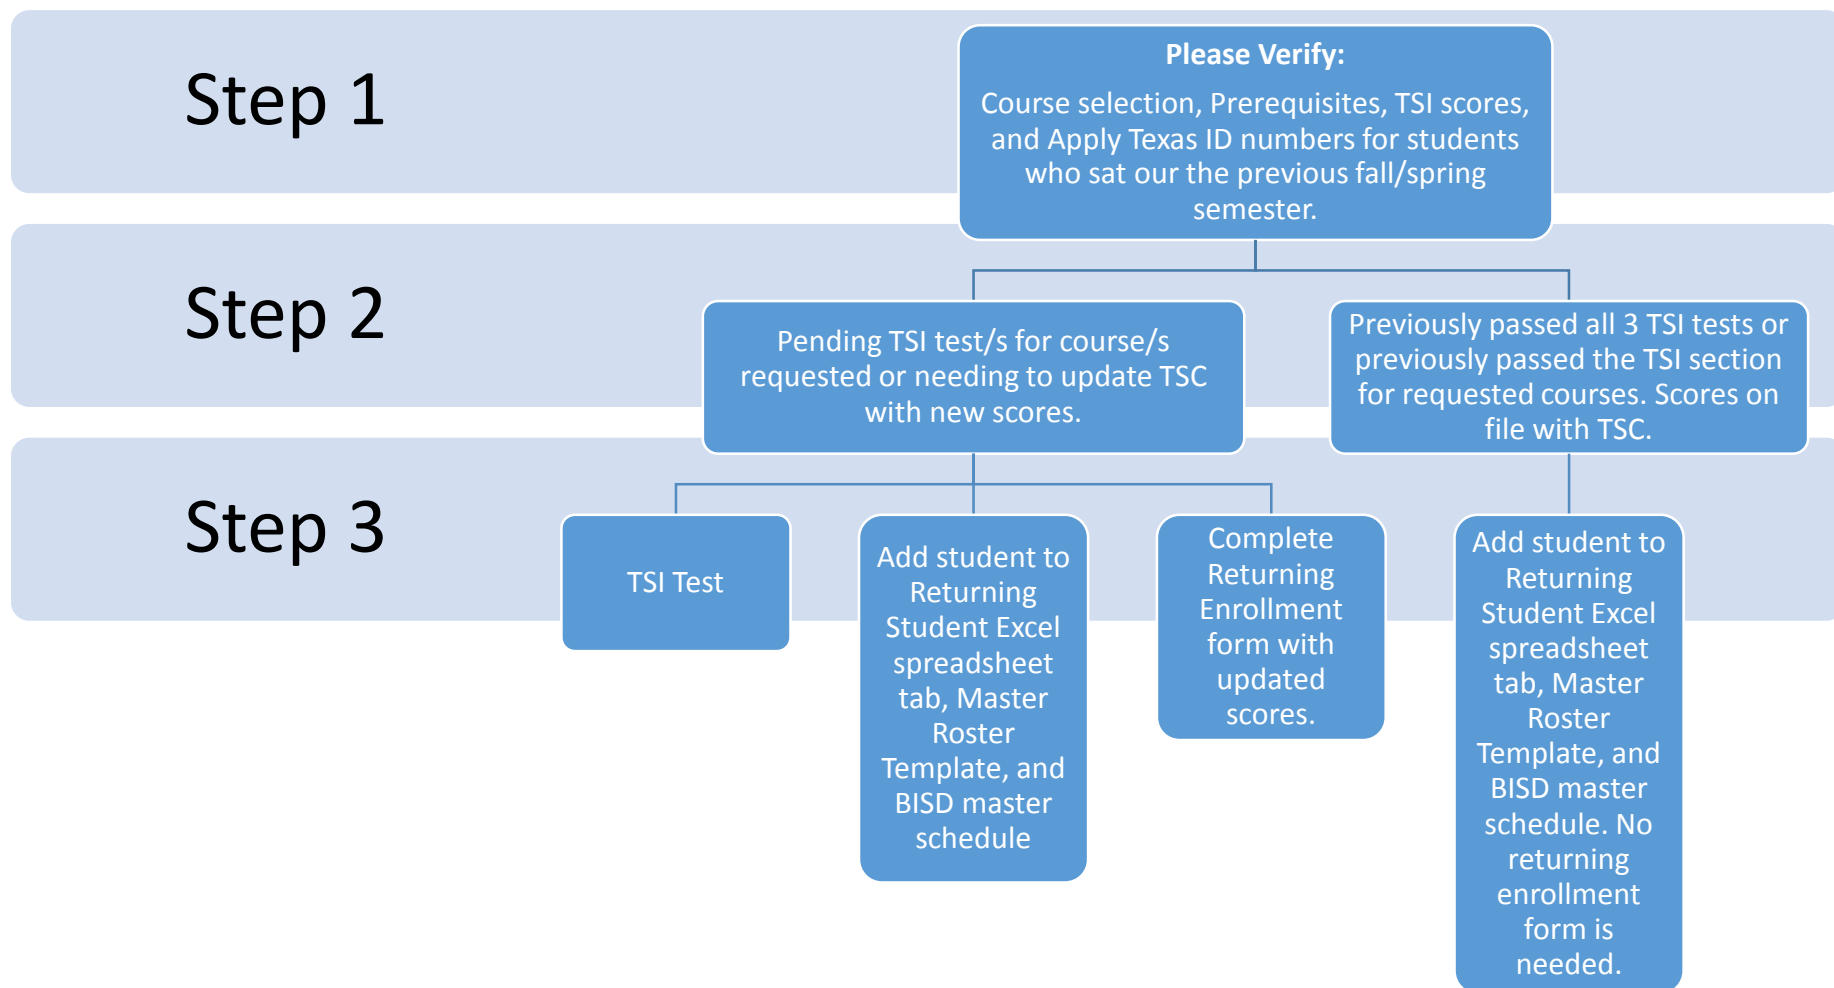 Step 1
Please Verify:
Course selection, Prerequisites, TSI scores,
and Apply Texas ID numbers for students
who sat our the previous fall/spring
semester.
Step 2
Pending TSI test/s for course/s
requested or needing to update TSC
with new scores.
Previously passed all 3 TSI tests or
previously passed the TSI section
for requested courses. Scores on
file with TSC.
Step 3
TSI Test
Add student to
Returning
Student Excel
spreadsheet
tab, Master
Roster
Template, and
BISD master
schedule
Complete
Returning
Enrollment
form with
updated
scores.
Add student to
Returning
Student Excel
spreadsheet
tab, Master
Roster
Template, and
BISD master
schedule. No
returning
enrollment
form is
needed.